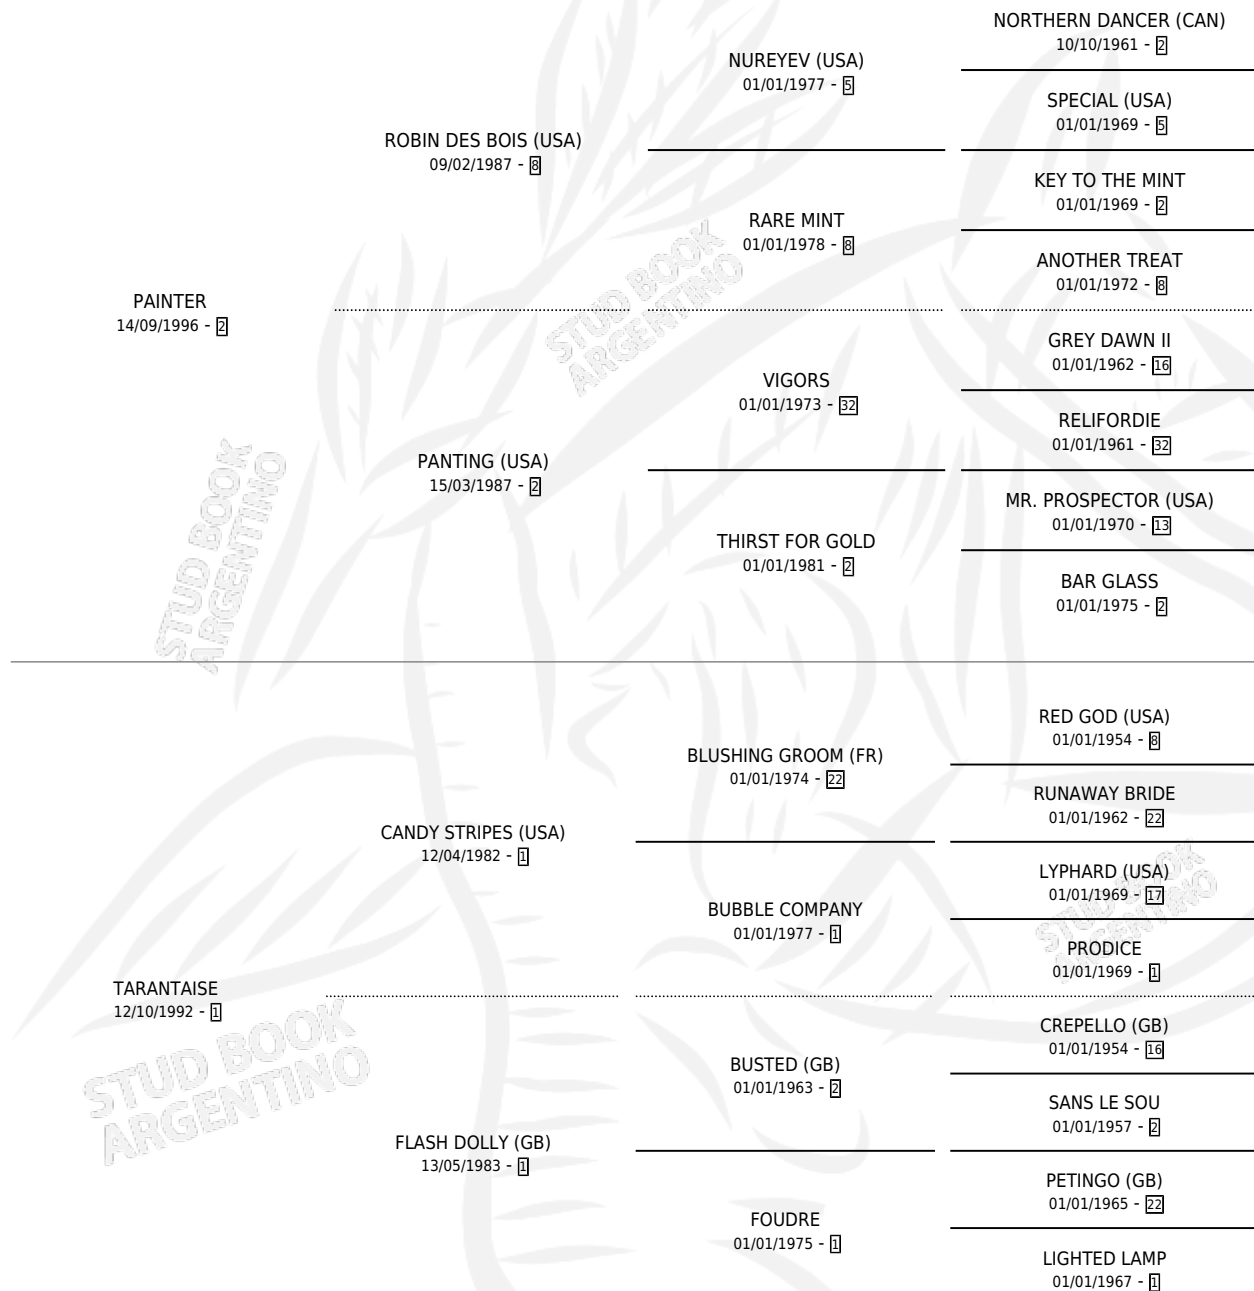 NORTHERN DANCER (CAN)
10/10/1961 - 2
NUREYEV (USA)
01/01/1977 - 5
SPECIAL (USA)
01/01/1969 - 5
ROBIN DES BOIS (USA)
09/02/1987 - 8
KEY TO THE MINT
01/01/1969 - 2
RARE MINT
01/01/1978 - 8
ANOTHER TREAT
01/01/1972 - 8
PAINTER
14/09/1996 - 2
GREY DAWN II
01/01/1962 - 16
VIGORS
01/01/1973 - 32
RELIFORDIE
01/01/1961 - 32
PANTING (USA)
15/03/1987 - 2
MR. PROSPECTOR (USA)
01/01/1970 - 13
THIRST FOR GOLD
01/01/1981 - 2
BAR GLASS
01/01/1975 - 2
RED GOD (USA)
01/01/1954 - 8
BLUSHING GROOM (FR)
01/01/1974 - 22
RUNAWAY BRIDE
01/01/1962 - 22
CANDY STRIPES (USA)
12/04/1982 - 1
LYPHARD (USA)
01/01/1969 - 17
BUBBLE COMPANY
01/01/1977 - 1
PRODICE
01/01/1969 - 1
TARANTAISE
12/10/1992 - 1
CREPELLO (GB)
01/01/1954 - 16
BUSTED (GB)
01/01/1963 - 2
SANS LE SOU
01/01/1957 - 2
FLASH DOLLY (GB)
13/05/1983 - 1
PETINGO (GB)
01/01/1965 - 22
FOUDRE
01/01/1975 - 1
LIGHTED LAMP
01/01/1967 - 1
STUD BOOK
ARGENTINO
STUD BOOK
ARGENTINO
STUD BOOK
ARGENTINO
STUD BOOK
ARGENTINO